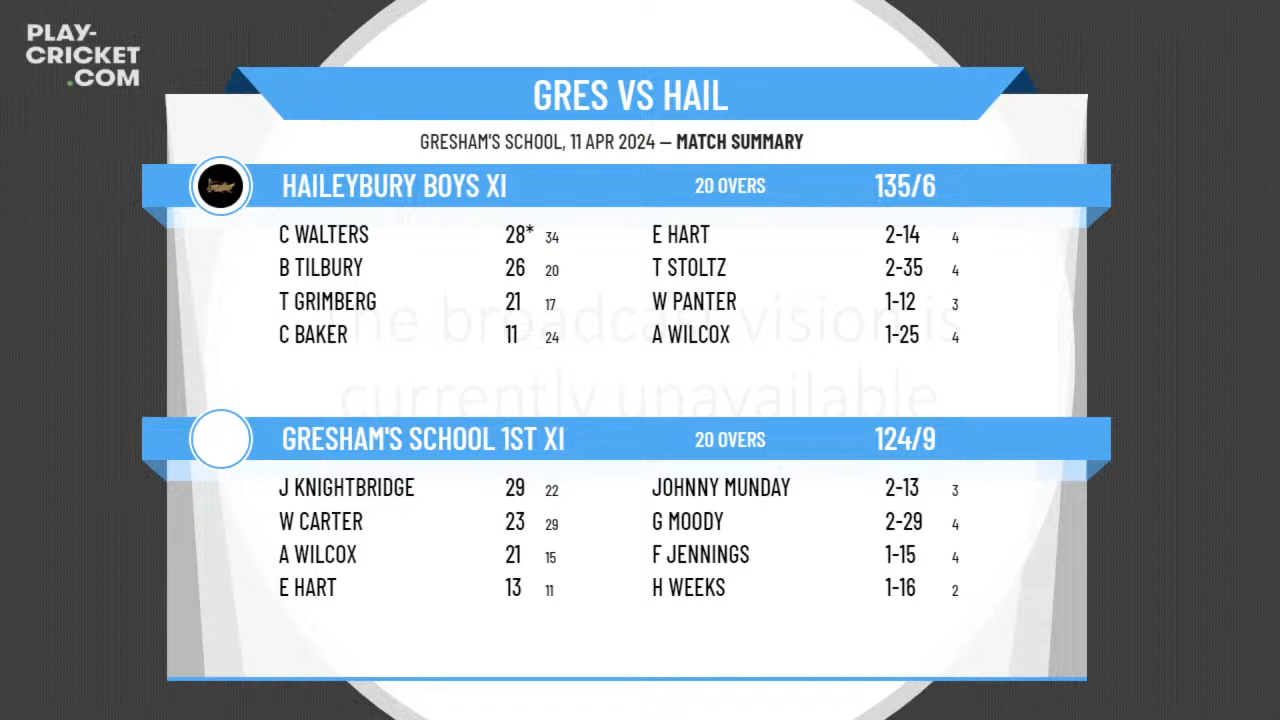 PLAY-
CRICKET
.COM
GRES VS HAIL
GRESHAM'S SCHOOL, 11 APR 2024 – MATCH SUMMARY
HAILEYBURY BOYS XI 20 OVERS 135/6
C WALTERS 28* 34 E HART 2-14 4
B TILBURY 26 20 T STOLTZ 2-35 4
T GRIMBERG 21 17 W PANTER 1-12 3
C BAKER 11 24 A WILCOX 1-25 4
The broadcast vision is
currently unavailable
GRESHAM'S SCHOOL 1ST XI 20 OVERS 124/9
J KNIGHTBRIDGE 29 22 JOHNNY MUNDAY 2-13 3
W CARTER 23 29 G MOODY 2-29 4
A WILCOX 21 15 F JENNINGS 1-15 4
E HART 13 11 H WEEKS 1-16 2